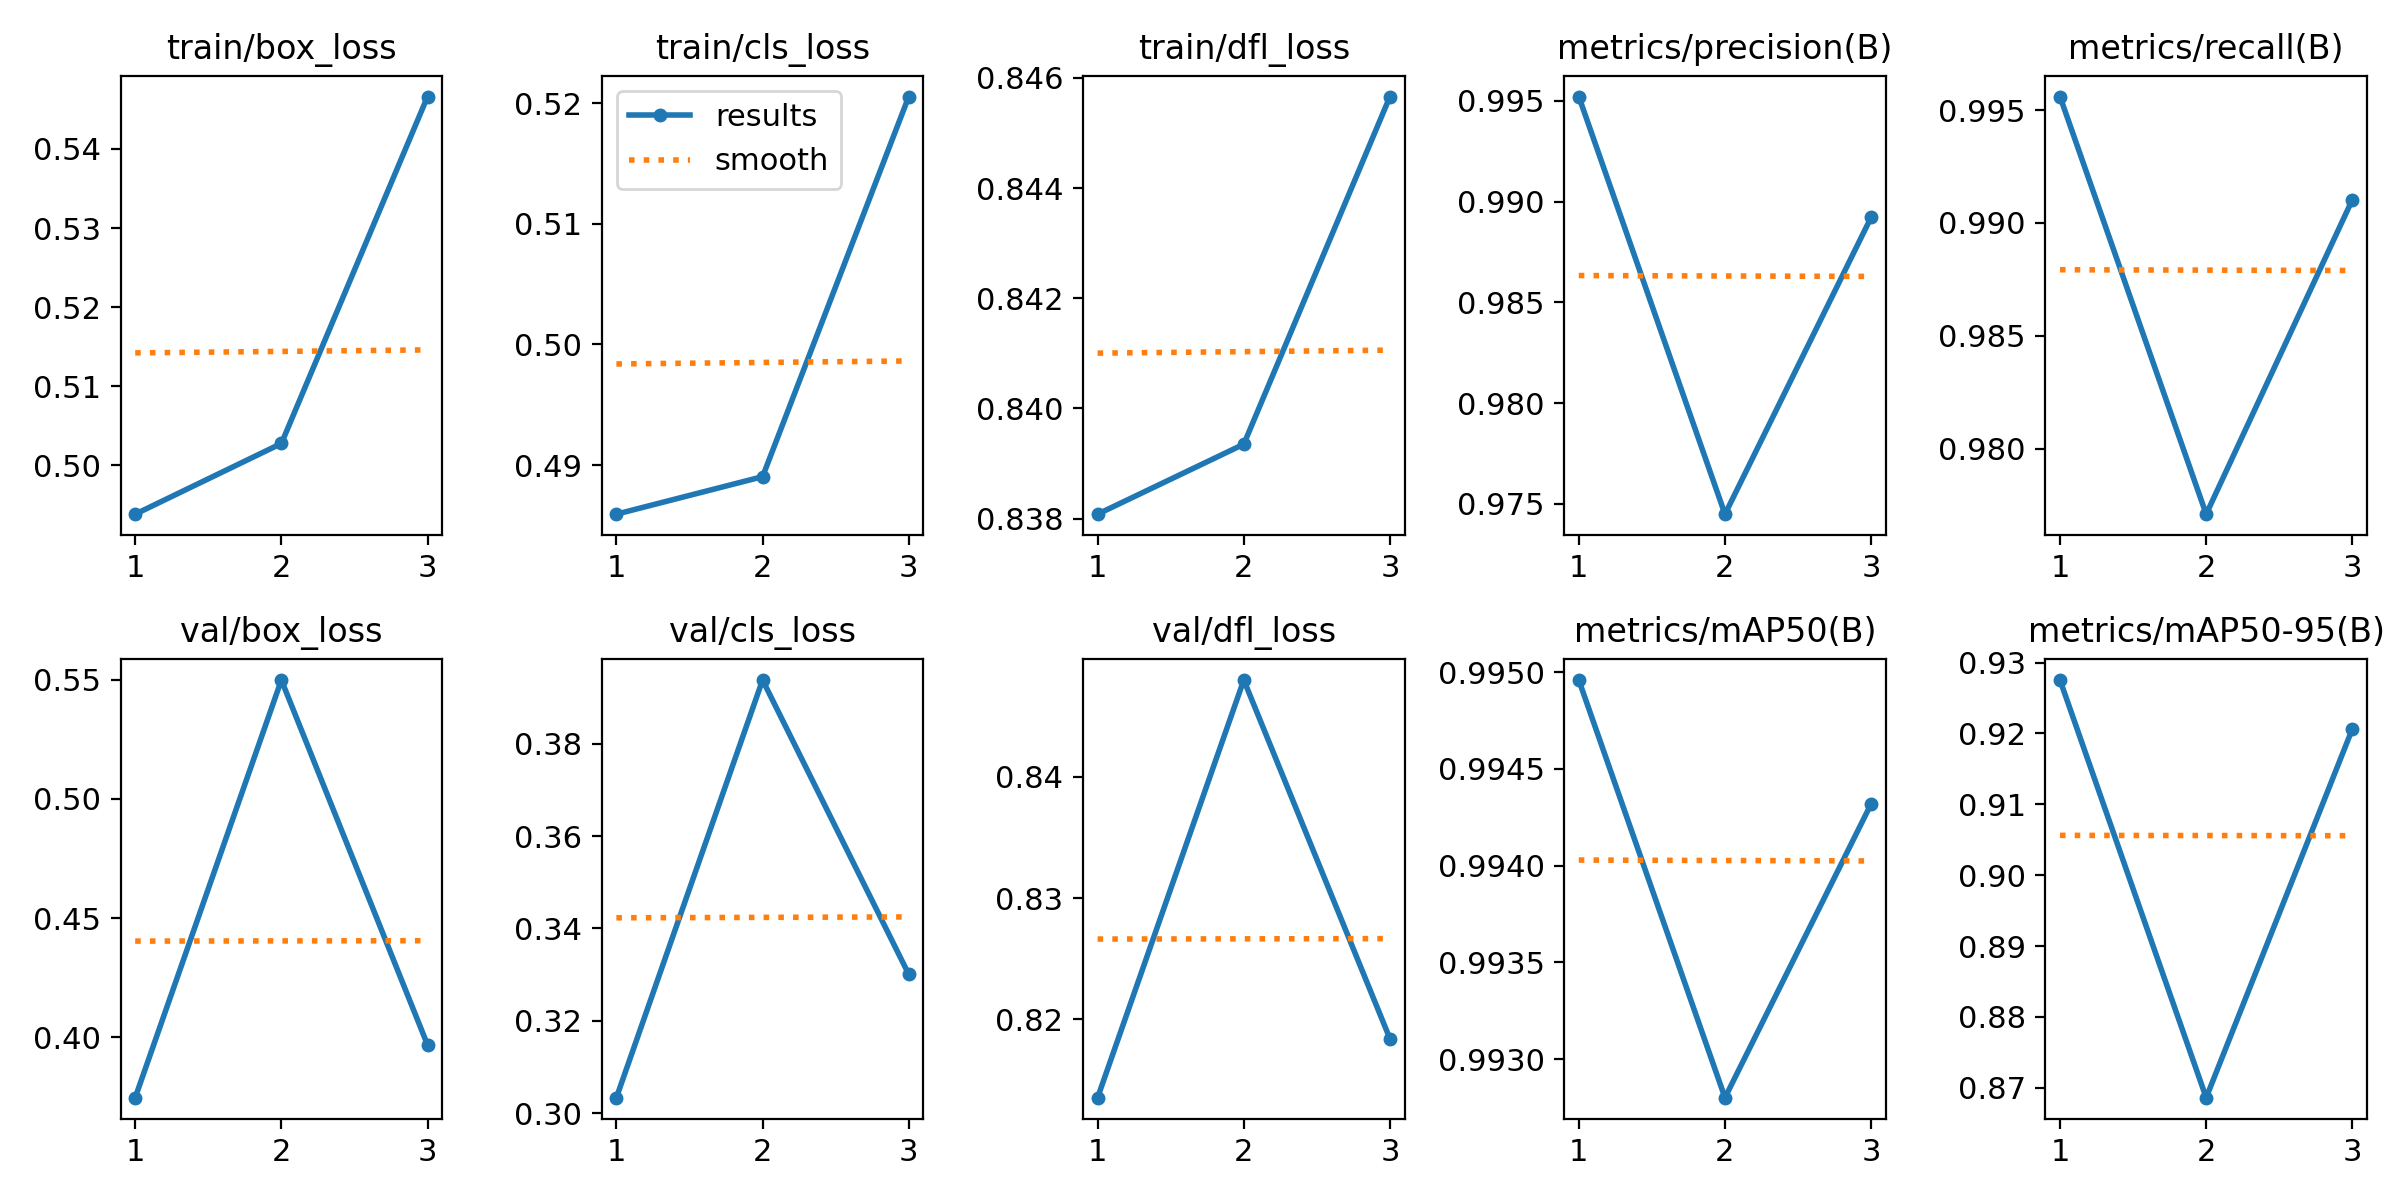 train/box_loss
0.54
0.53
0.52
0.51
0.50
1 2 3
train/cls_loss
results
smooth
0.52
0.51
0.50
0.49
1 2 3
train/dfl_loss
0.846
0.844
0.842
0.840
0.838
1 2 3
metrics/precision(B)
0.995
0.990
0.985
0.980
0.975
1 2 3
metrics/recall(B)
0.995
0.990
0.985
0.980
1 2 3
val/box_loss
0.55
0.50
0.45
0.40
1 2 3
val/cls_loss
0.38
0.36
0.34
0.32
0.30
1 2 3
val/dfl_loss
0.84
0.83
0.82
1 2 3
metrics/mAP50(B)
0.9950
0.9945
0.9940
0.9935
0.9930
1 2 3
metrics/mAP50-95(B)
0.93
0.92
0.91
0.90
0.89
0.88
0.87
1 2 3